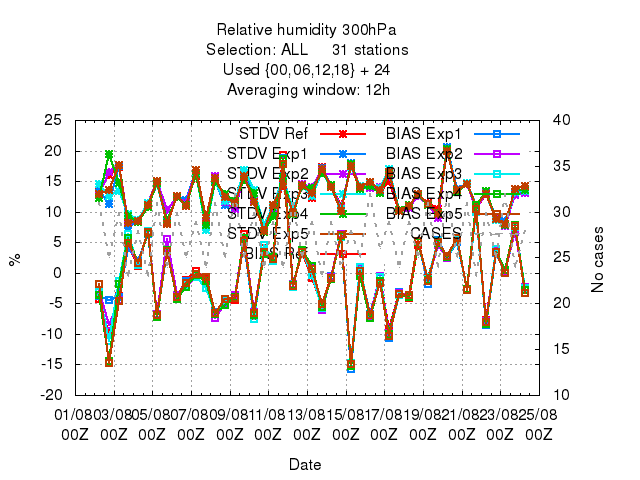 Relative humidity 300hPa
Selection: ALL 31 stations
Used {00,06,12,18} + 24
Averaging window: 12h
25 40
STDV Ref BIAS Exp1
20 35
STDV Exp1 BIAS Exp2
STDV Exp2 BIAS Exp3
15
STDV Exp3 BIAS Exp4
10 30
STDV Exp4 BIAS Exp5
STDV Exp5 CASES
5 25
BIAS Ref
% No cases
0
-5 20
-10 15
-15
-20 10
01/08 03/08 05/08 07/08 09/08 11/08 13/08 15/08 17/08 19/08 21/08 23/08 25/08
00Z 00Z 00Z 00Z 00Z 00Z 00Z 00Z 00Z 00Z 00Z 00Z 00Z
Date